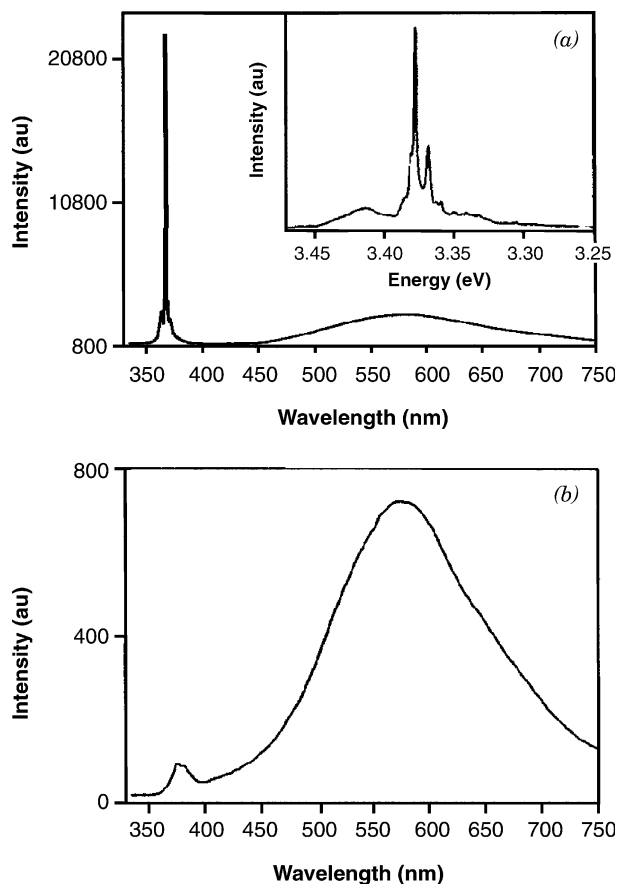 (a)
Intensity (au)
20800
10800
800
Intensity (au)
3.45 3.40 3.35 3.30 3.25
Energy (eV)
350 400 450 500 550 600 650 700 750
Wavelength (nm)
(b)
Intensity (au)
800
400
0
350 400 450 500 550 600 650 700 750
Wavelength (nm)